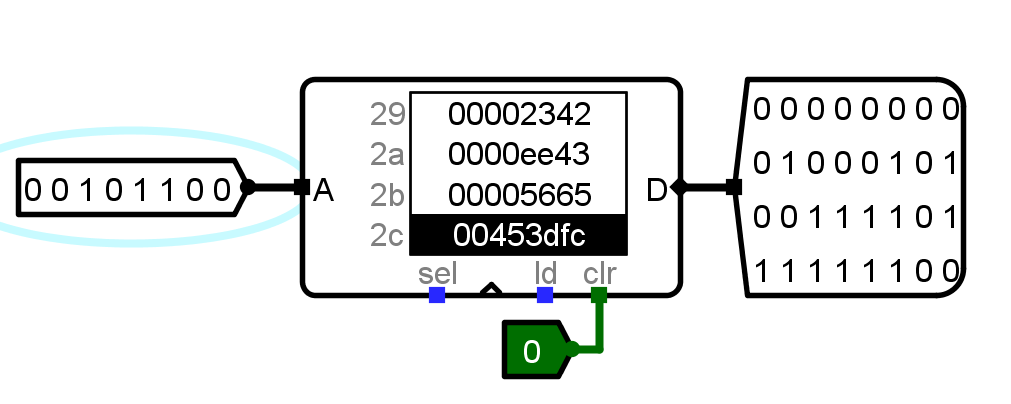 0 0 1 0 1 1 0 0
A
29 00002342
2a 0000ee43
2b 00005665
2c 00453dfc
sel ld clr
0
D
0 0 0 0 0 0 0 0
0 1 0 0 0 1 0 1
0 0 1 1 1 1 0 1
1 1 1 1 1 1 0 0